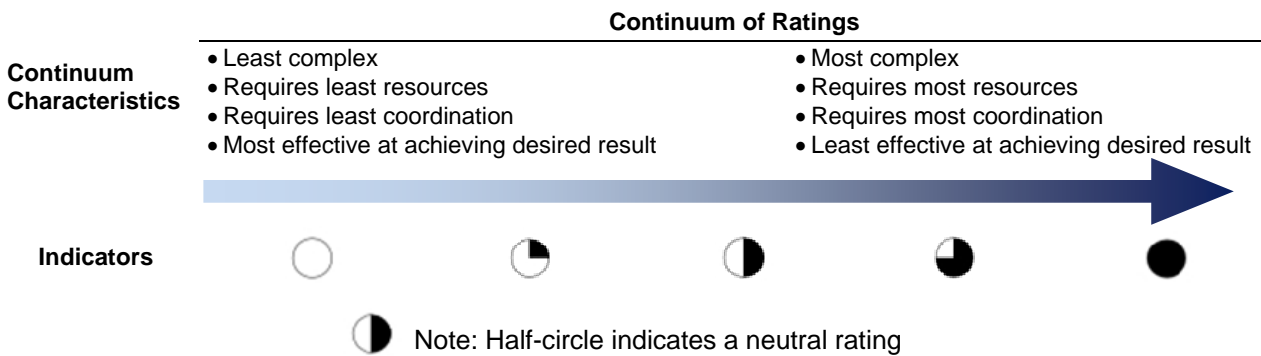 Continuum of Ratings
Continuum
Characteristics
• Least complex
• Requires least resources
• Requires least coordination
• Most effective at achieving desired result
• Most complex
• Requires most resources
• Requires most coordination
• Least effective at achieving desired result
Indicators
Note: Half-circle indicates a neutral rating